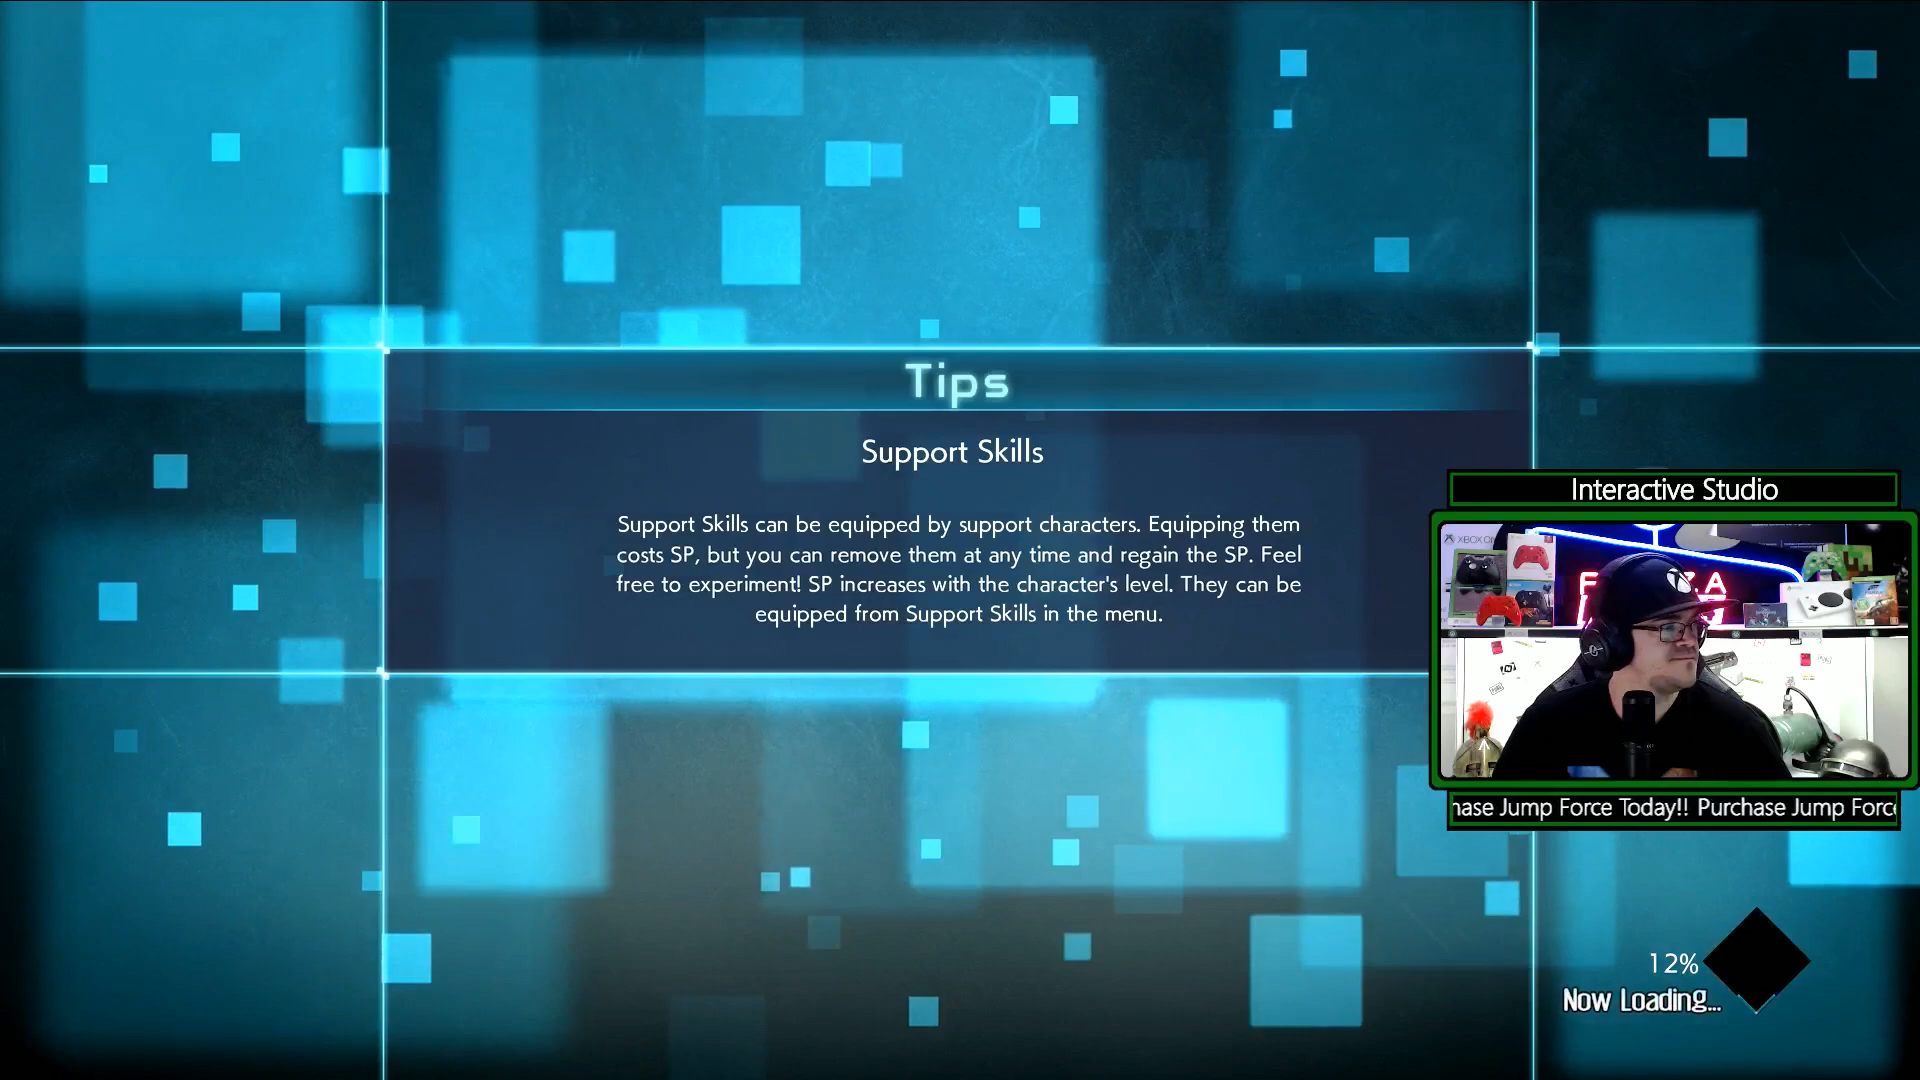 Tips
Support Skills
Support Skills can be equipped by support characters. Equipping them
costs SP, but you can remove them at any time and regain the SP. Feel
free to experiment! SP increases with the character's level. They can be
equipped from Support Skills in the menu.
Interactive Studio
XBOX
hase Jump Force Today!! Purchase Jump Forc
12%
Now Loading...